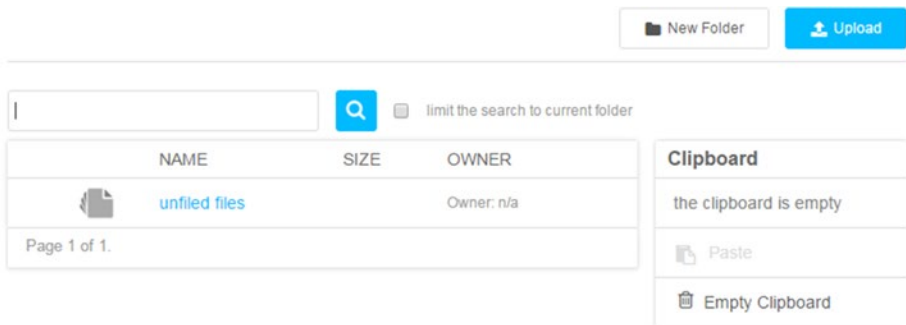 New Folder
Upload
limit the search to current folder
NAME SIZE OWNER
unfiled files Owner: n/a
Page 1 of 1.
Clipboard
the clipboard is empty
Paste
Empty Clipboard